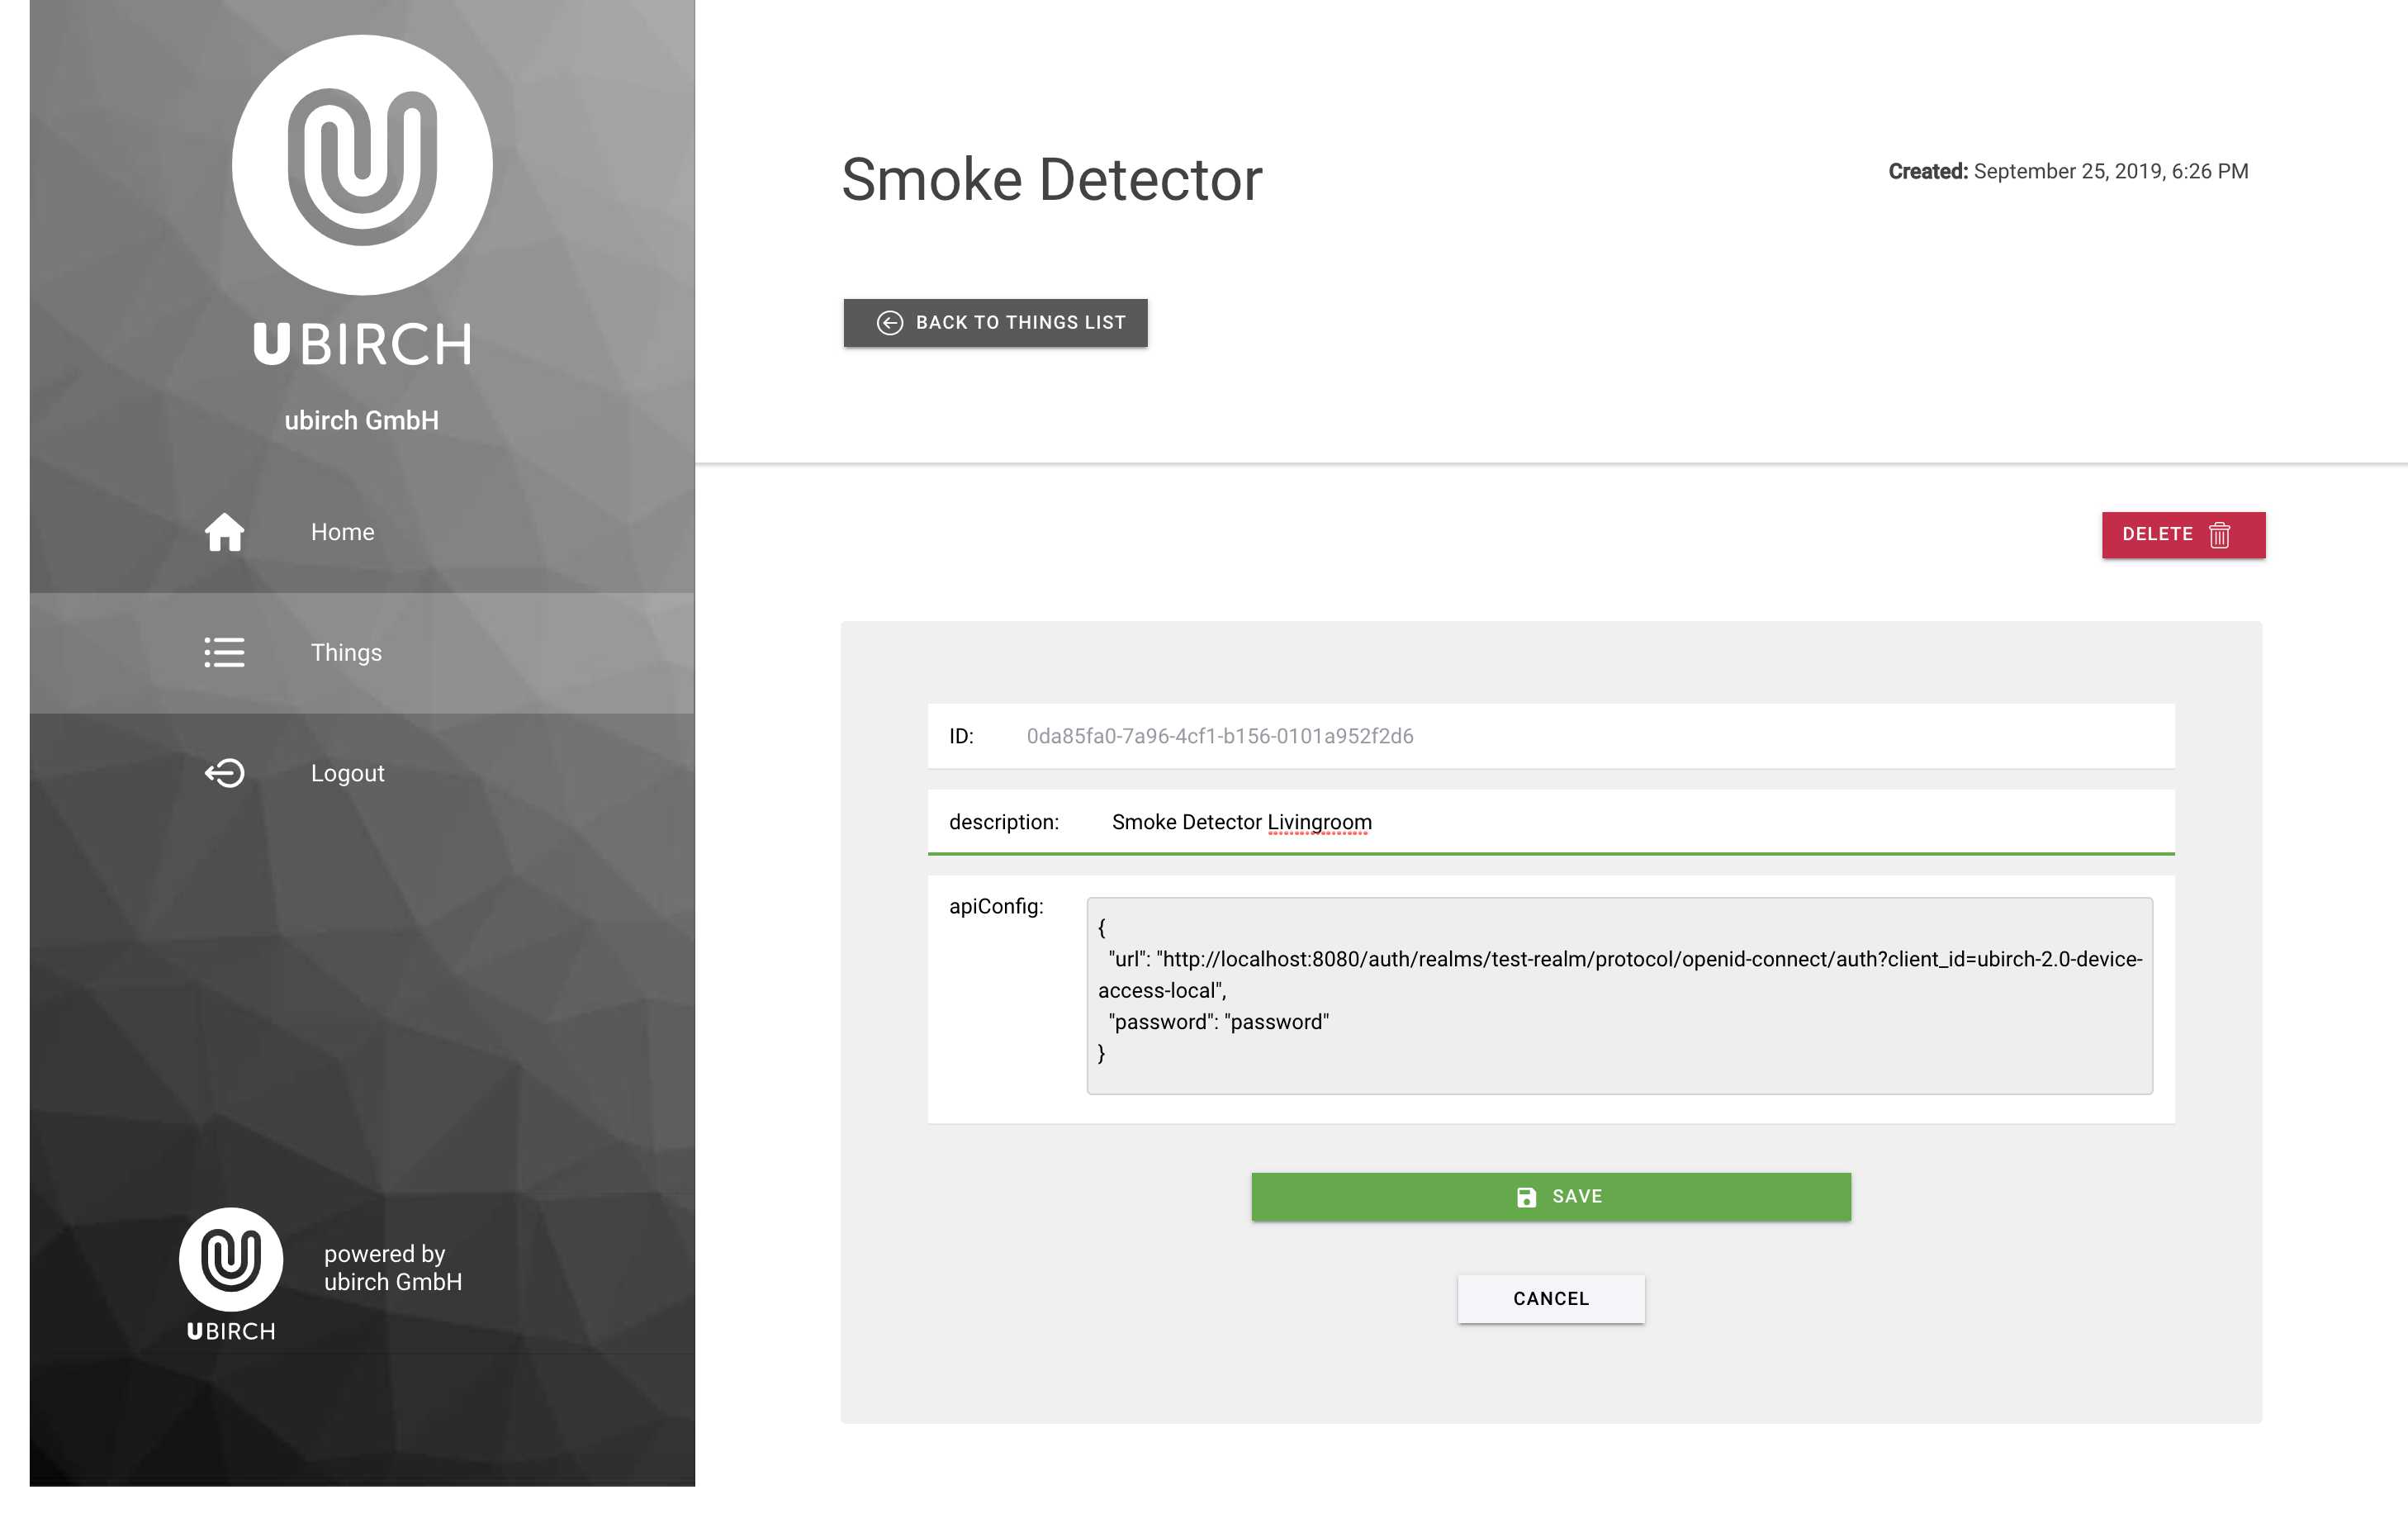 UBIRCH
ubirch GmbH
Home
Things
Logout
powered by
ubirch GmbH
UBIRCH
Smoke Detector
Created: September 25, 2019, 6:26 PM
BACK TO THINGS LIST
DELETE
ID: 0da85fa0-7a96-4cf1-b156-0101a952f2d6
description: Smoke Detector Livingroom
apiConfig:
{
"url": "http://localhost:8080/auth/realms/test-realm/protocol/openid-connect/auth?client_id=ubirch-2.0-device-
access-local",
"password": "password"
}
SAVE
CANCEL